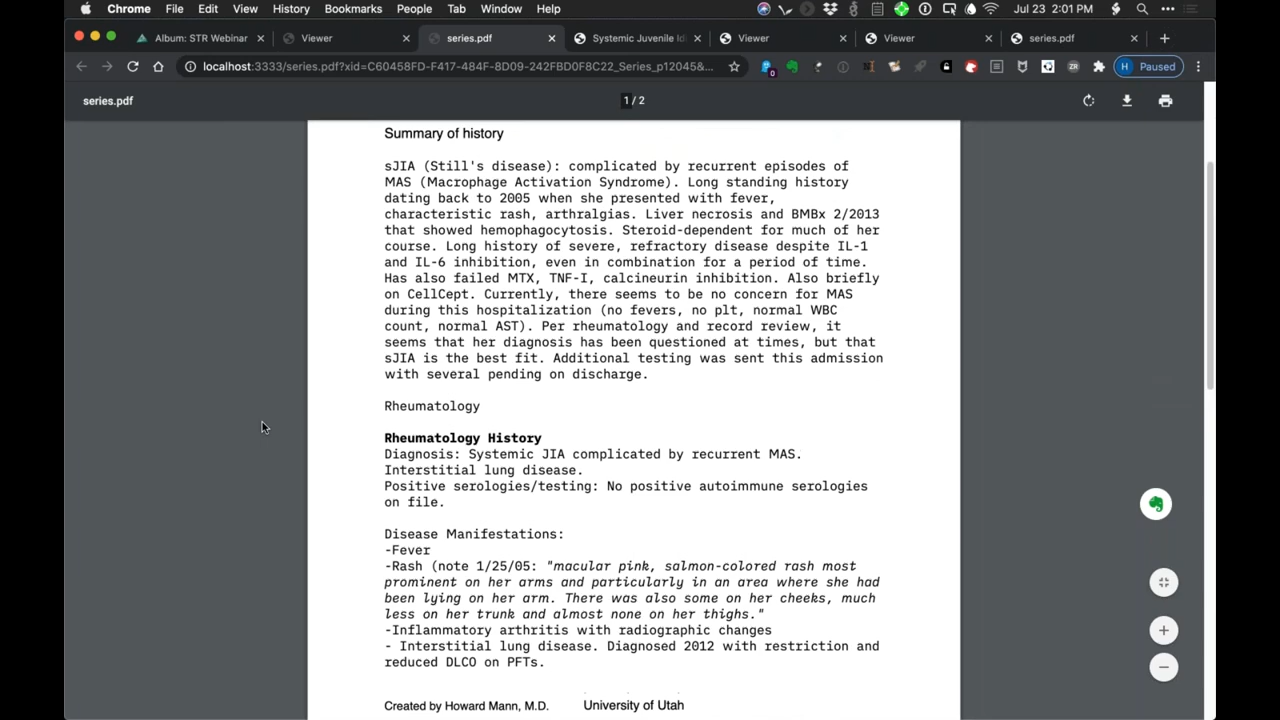 Chrome File Edit View History Bookmarks People Tab Window Help Jul 23 2:01 PM
Album: STR Webinar Viewer series.pdf Systemic Juvenile Id Viewer Viewer series.pdf
localhost:3333/series.pdf?xid=C60458FD-F417-484F-8D09-242FBD0F8C22_Series_p12045&... Paused
series.pdf 1 / 2
Summary of history
sJIA (Still's disease): complicated by recurrent episodes of
MAS (Macrophage Activation Syndrome). Long standing history
dating back to 2005 when she presented with fever,
characteristic rash, arthralgias. Liver necrosis and BMBx 2/2013
that showed hemophagocytosis. Steroid-dependent for much of her
course. Long history of severe, refractory disease despite IL-1
and IL-6 inhibition, even in combination for a period of time.
Has also failed MTX, TNF-I, calcineurin inhibition. Also briefly
on CellCept. Currently, there seems to be no concern for MAS
during this hospitalization (no fevers, no plt, normal WBC
count, normal AST). Per rheumatology and record review, it
seems that her diagnosis has been questioned at times, but that
sJIA is the best fit. Additional testing was sent this admission
with several pending on discharge.
Rheumatology
Rheumatology History
Diagnosis: Systemic JIA complicated by recurrent MAS.
Interstitial lung disease.
Positive serologies/testing: No positive autoimmune serologies
on file.
Disease Manifestations:
-Fever
-Rash (note 1/25/05: "macular pink, salmon-colored rash most
prominent on her arms and particularly in an area where she had
been lying on her arm. There was also some on her cheeks, much
less on her trunk and almost none on her thighs."
-Inflammatory arthritis with radiographic changes
- Interstitial lung disease. Diagnosed 2012 with restriction and
reduced DLCO on PFTs.
Created by Howard Mann, M.D. University of Utah